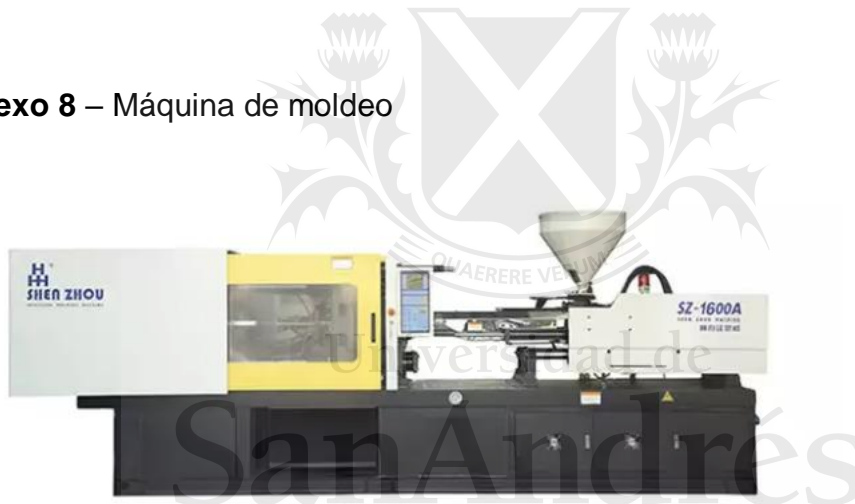 exo 8 – Máquina de moldeo
QUAERERE VERUM
SHEN ZHOU
SZ-1600A
Universidad de
SanAndrés